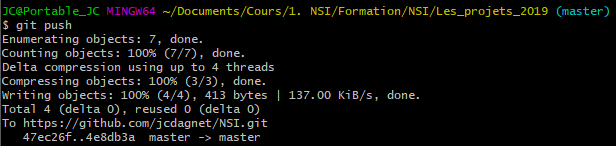 JC@Portable_JC MINGW64 ~/Documents/Cours/1. NSI/Formation/NSI/Les_projets_2019 (master)
$ git push
Enumerating objects: 7, done.
Counting objects: 100% (7/7), done.
Delta compression using up to 4 threads
Compressing objects: 100% (3/3), done.
Writing objects: 100% (4/4), 413 bytes | 137.00 KiB/s, done.
Total 4 (delta 0), reused 0 (delta 0)
To https://github.com/jcdagnet/NSI.git
   47ec26f..4e8db3a  master -> master